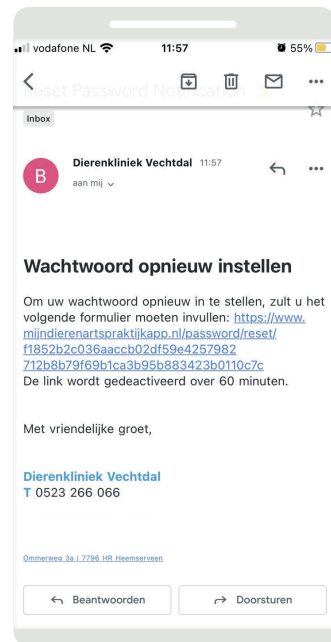 vodafone NL 11:57 55%
Reset Password Notification
Inbox
B
Dierenkliniek Vechtdal 11:57
aan mij
Wachtwoord opnieuw instellen
Om uw wachtwoord opnieuw in te stellen, zult u het
volgende formulier moeten invullen: https://www.
mijndierenartspraktijkapp.nl/password/reset/
f1852b2c036aaccb02df59e4257982
712b8b79f69b1ca3b95b883423b0110c7c
De link wordt gedeactiveerd over 60 minuten.
Met vriendelijke groet,
Dierenkliniek Vechtdal
T 0523 266 066
Ommerweg 3a | 7796 HR Heemserveen
Beantwoorden
Doorsturen